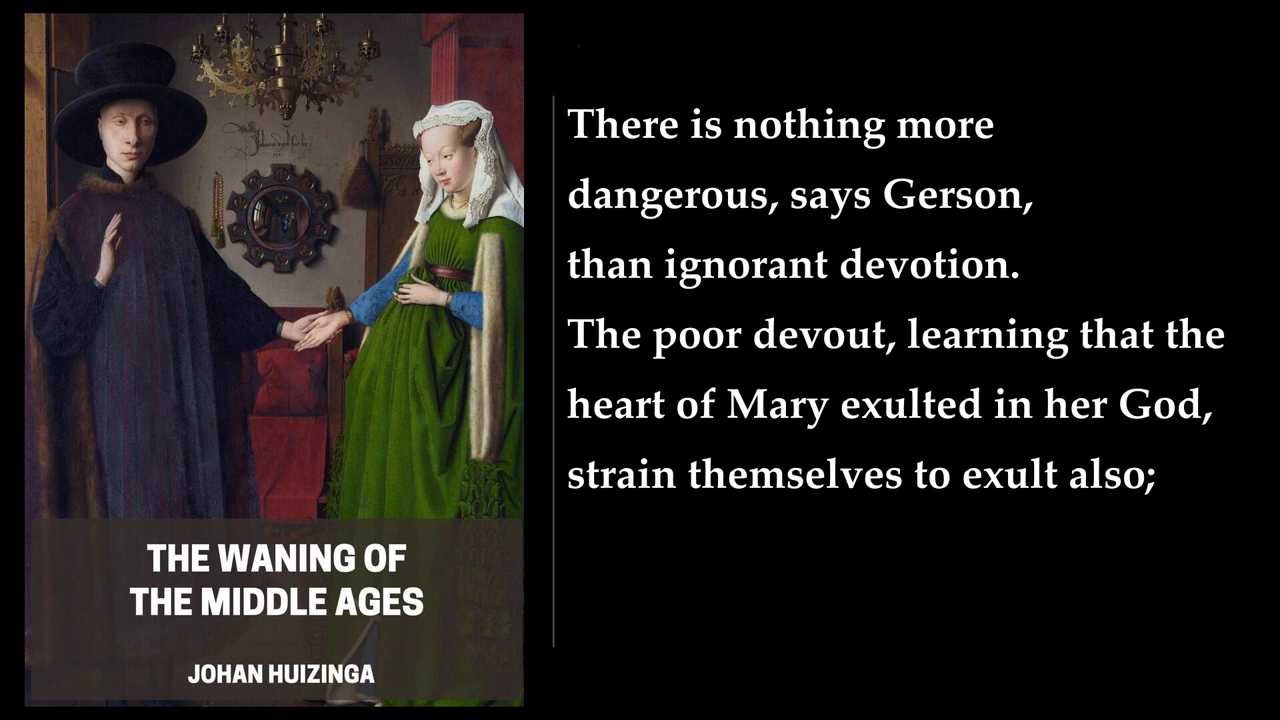 THE WANING OF
THE MIDDLE AGES
JOHAN HUIZINGA
There is nothing more
dangerous, says Gerson,
than ignorant devotion.
The poor devout, learning that the
heart of Mary exulted in her God,
strain themselves to exult also;